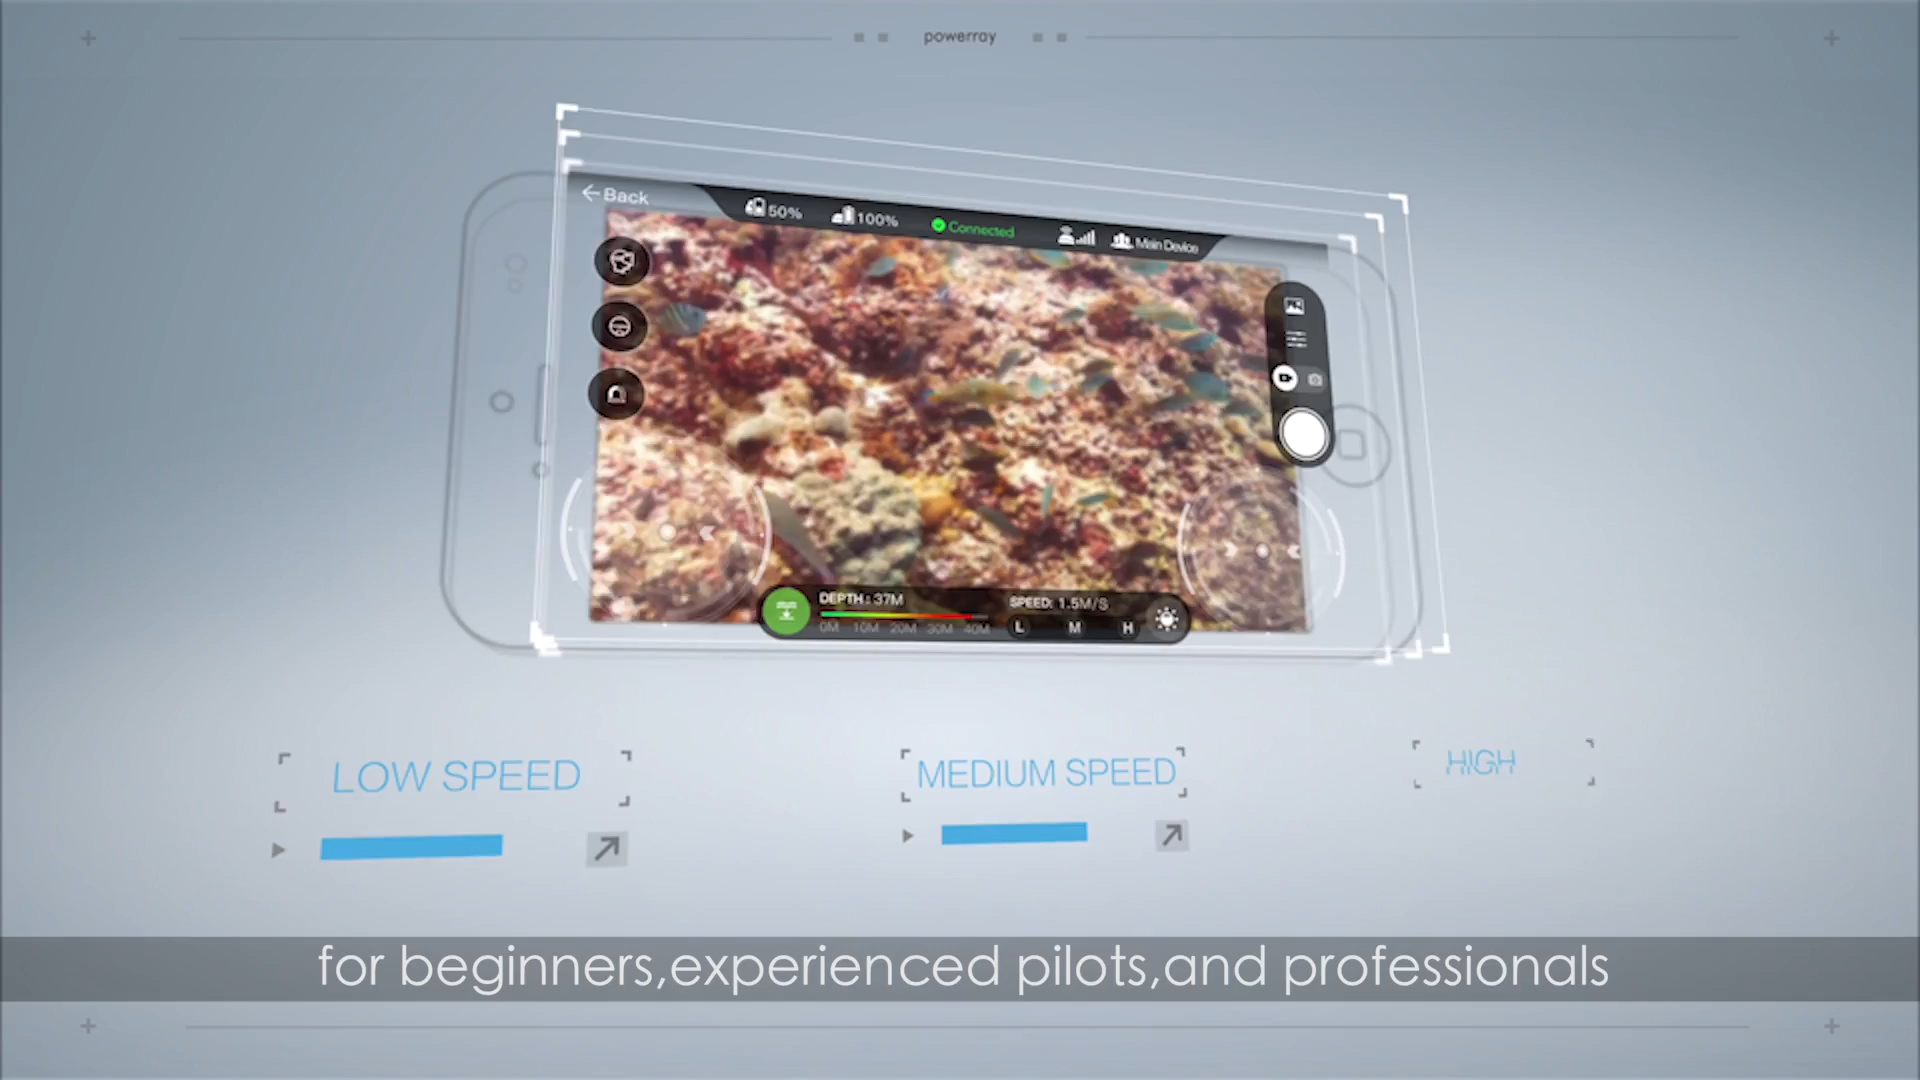 powerray
Back
50%
100%
Connected
Main Device
DEPTH: 37M
0M 10M 20M 30M 40M
SPEED: 1.5M/S
L M H
LOW SPEED
MEDIUM SPEED
HIGH
for beginners,experienced pilots,and professionals